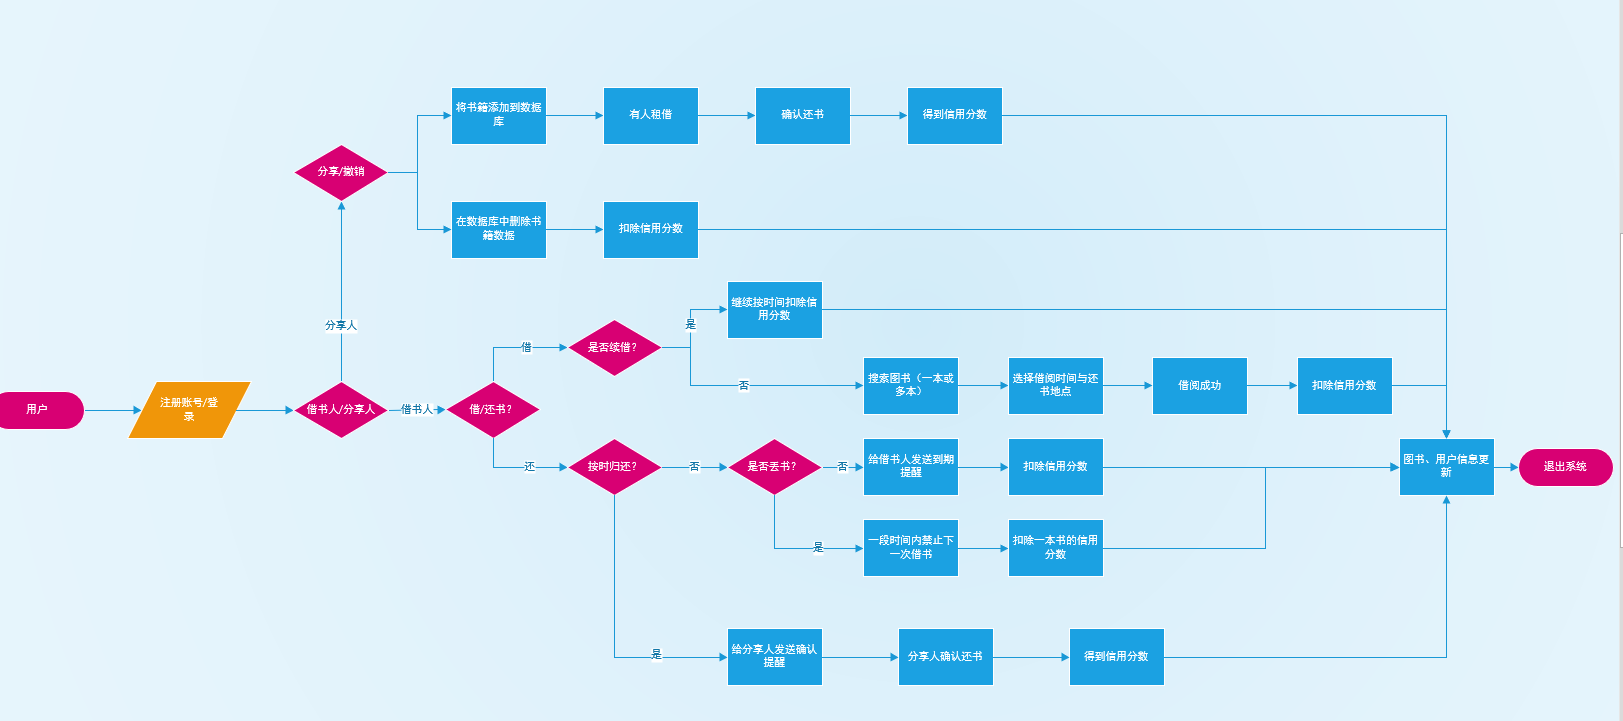 将书籍添加到数据
库
有人租借
确认还书
得到信用分数
分享/撤销
在数据库中删除书
籍数据
扣除信用分数
分享人
继续按时间扣除信
用分数
是
借
是否续借?
否
搜索图书（一本或
多本）
选择借阅时间与还
书地点
借阅成功
扣除信用分数
用户
注册账号/登
录
借书人/分享人
借书人
借/还书?
还
按时归还?
否
是否丢书?
否
给借书人发送到期
提醒
扣除信用分数
图书、用户信息更
新
退出系统
是
一段时间内禁止下
一次借书
扣除一本书的信用
分数
是
给分享人发送确认
提醒
分享人确认还书
得到信用分数